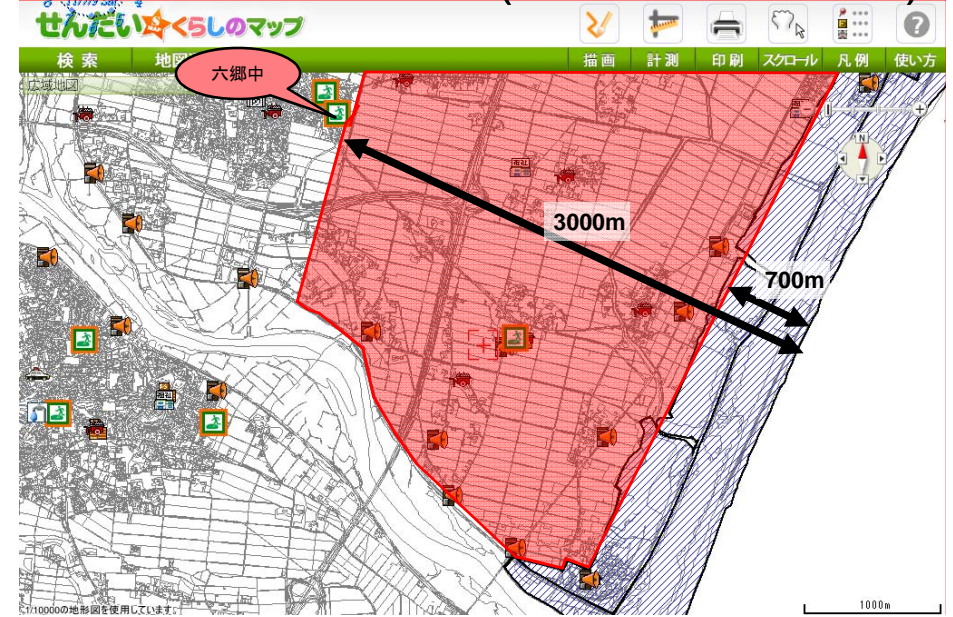 せんだいくらしのマップ
検索
地図
描画
計測
印刷
スクロール
凡例
使い方
六郷中
広域地図
N
3000m
700m
1/10000の地形図を使用しています。
1000m